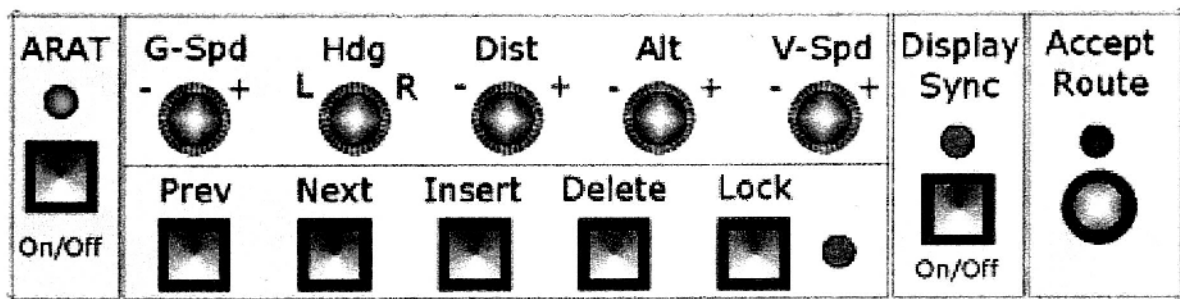 ARAT
On/Off
G-Spd
- +
Hdg
L R
Dist
- +
Alt
- +
V-Spd
- +
Prev
Next
Insert
Delete
Lock
Display
Sync
On/Off
Accept
Route